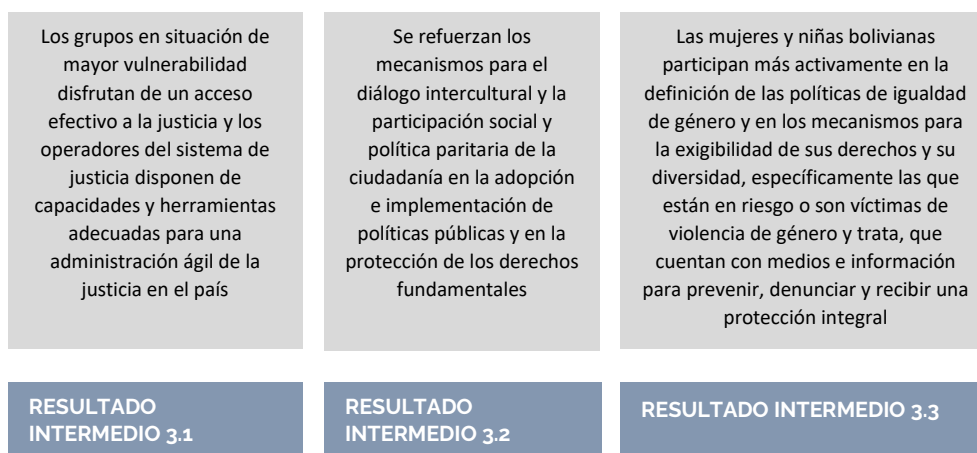 Los grupos en situación de
mayor vulnerabilidad
disfrutan de un acceso
efectivo a la justicia y los
operadores del sistema de
justicia disponen de
capacidades y herramientas
adecuadas para una
administración ágil de la
justicia en el país
Se refuerzan los
mecanismos para el
diálogo intercultural y la
participación social y
política paritaria de la
ciudadanía en la adopción
e implementación de
políticas públicas y en la
protección de los derechos
fundamentales
Las mujeres y niñas bolivianas
participan más activamente en la
definición de las políticas de igualdad
de género y en los mecanismos para
la exigibilidad de sus derechos y su
diversidad, específicamente las que
están en riesgo o son víctimas de
violencia de género y trata, que
cuentan con medios e información
para prevenir, denunciar y recibir una
protección integral
RESULTADO
INTERMEDIO 3.1
RESULTADO
INTERMEDIO 3.2
RESULTADO INTERMEDIO 3.3